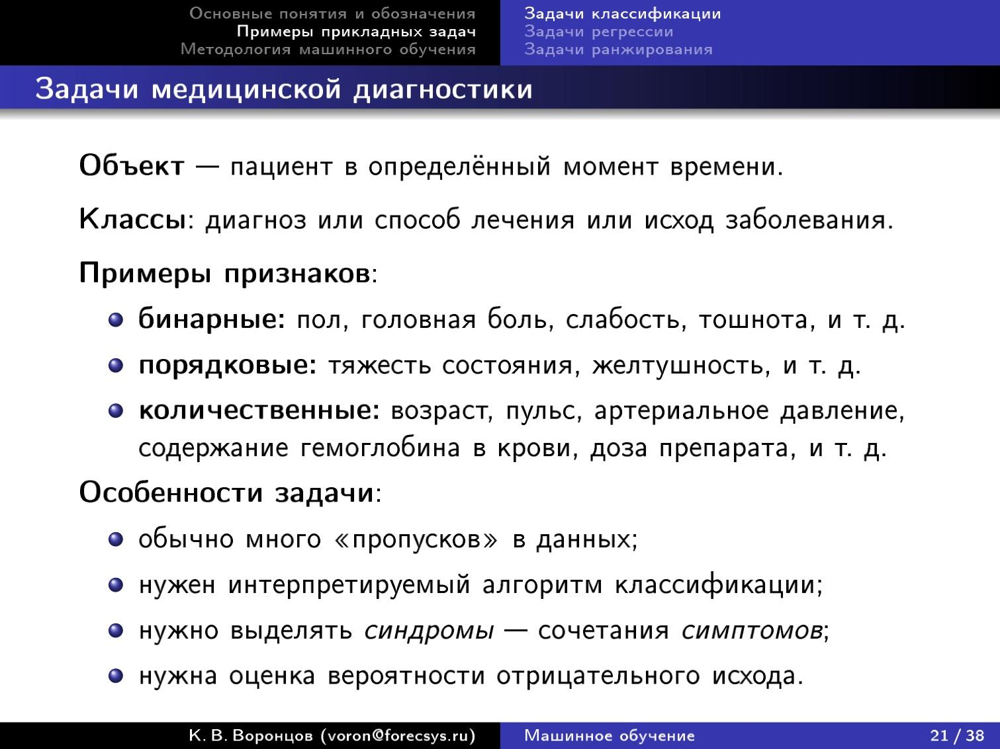 Основные понятия и обозначения
Примеры прикладных задач
Методология машинного обучения
Задачи классификации
Задачи регрессии
Задачи ранжирования
Задачи медицинской диагностики
Объект — пациент в определённый момент времени.
Классы: диагноз или способ лечения или исход заболевания.
Примеры признаков:
бинарные: пол, головная боль, слабость, тошнота, и т. д.
порядковые: тяжесть состояния, желтушность, и т. д.
количественные: возраст, пульс, артериальное давление,
содержание гемоглобина в крови, доза препарата, и т. д.
Особенности задачи:
обычно много «пропусков» в данных;
нужен интерпретируемый алгоритм классификации;
нужно выделять синдромы — сочетания симптомов;
нужна оценка вероятности отрицательного исхода.
К. В. Воронцов (voron@forecsys.ru)
Машинное обучение
21 / 38